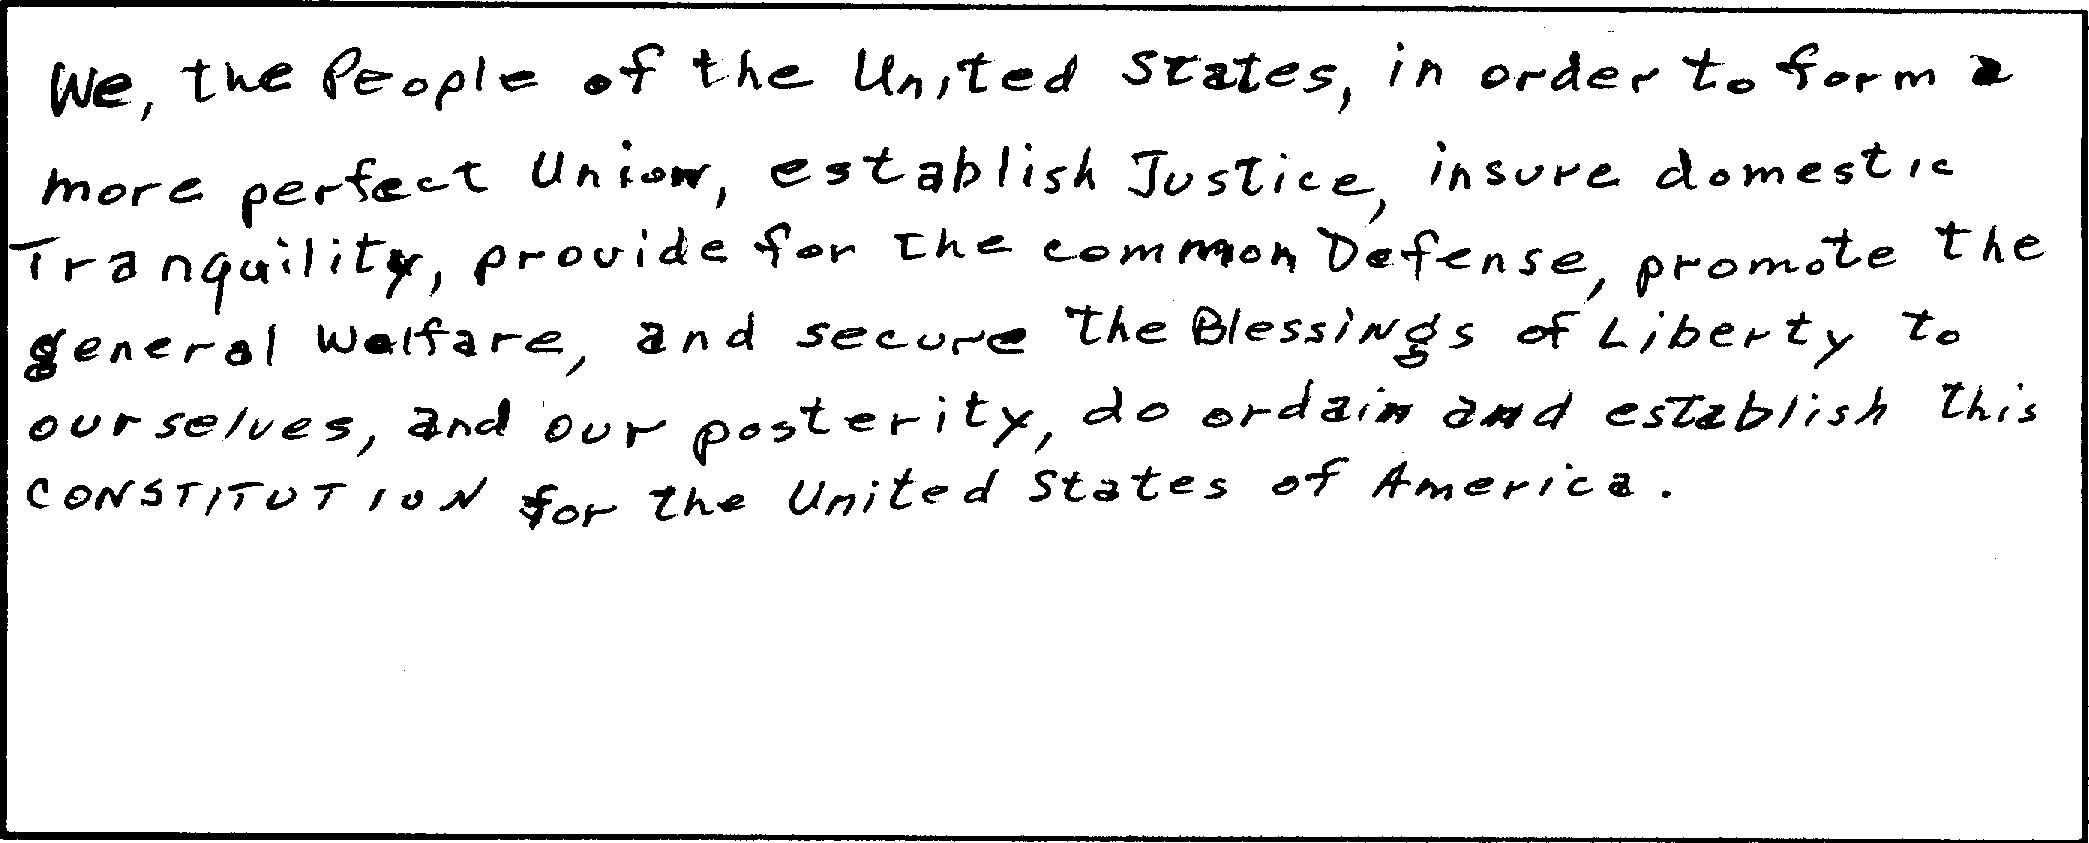 We, the People of the United States, in order to form a
more perfect Union, establish Justice, insure domestic
Tranquility, provide for the common Defense, promote the
general Welfare, and secure the Blessings of Liberty to
ourselves, and our posterity, do ordain and establish this
CONSTITUTION for the United States of America.